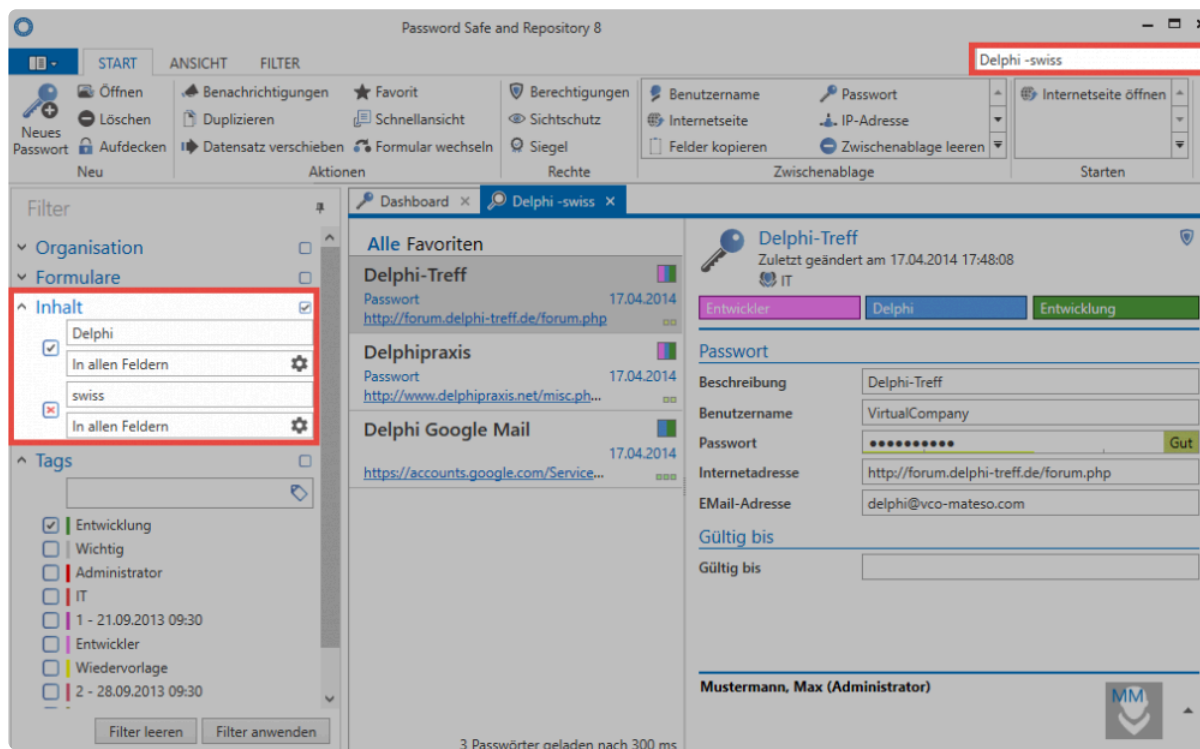 Password Safe and Repository 8
START ANSICHT FILTER
Delphi -swiss
Neues Passwort
Öffnen
Löschen
Aufdecken
Neu
Benachrichtigungen
Duplizieren
Datensatz verschieben
Favorit
Schnellansicht
Formular wechseln
Aktionen
Berechtigungen
Sichtschutz
Siegel
Rechte
Benutzername
Internetseite
Felder kopieren
Passwort
IP-Adresse
Zwischenablage leeren
Zwischenablage
Internetseite öffnen
Starten
Filter
Organisation
Formulare
Inhalt
Delphi
In allen Feldern
swiss
In allen Feldern
Tags
Entwicklung
Wichtig
Administrator
IT
1 - 21.09.2013 09:30
Entwickler
Wiedervorlage
2 - 28.09.2013 09:30
Filter leeren Filter anwenden
Dashboard Delphi -swiss
Alle Favoriten
Delphi-Treff
Passwort 17.04.2014
http://forum.delphi-treff.de/forum.php
Delphipraxis
Passwort 17.04.2014
http://www.delphipraxis.net/misc.ph...
Delphi Google Mail
17.04.2014
https://accounts.google.com/Service...
3 Passwörter geladen nach 300 ms
Delphi-Treff
Zuletzt geändert am 17.04.2014 17:48:08
IT
Entwickler Delphi Entwicklung
Passwort
Beschreibung Delphi-Treff
Benutzername VirtualCompany
Passwort ●●●●●●●●●● Gut
Internetadresse http://forum.delphi-treff.de/forum.php
EMail-Adresse delphi@vco-mateso.com
Gültig bis
Gültig bis
Mustermann, Max (Administrator)
MM